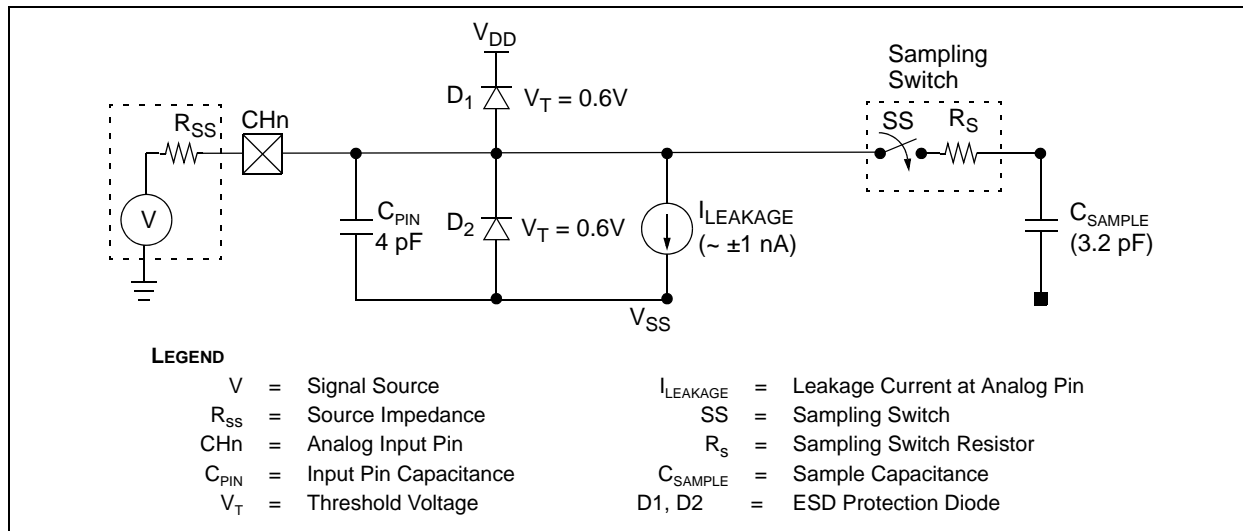 V_DD
Sampling
Switch
D_1
V_T = 0.6V
R_SS
CHn
SS
R_S
V
C_PIN
4 pF
D_2
V_T = 0.6V
I_LEAKAGE
(~ ±1 nA)
C_SAMPLE
(3.2 pF)
V_SS
LEGEND
V = Signal Source
R_ss = Source Impedance
CHn = Analog Input Pin
C_PIN = Input Pin Capacitance
V_T = Threshold Voltage
I_LEAKAGE = Leakage Current at Analog Pin
SS = Sampling Switch
R_s = Sampling Switch Resistor
C_SAMPLE = Sample Capacitance
D1, D2 = ESD Protection Diode